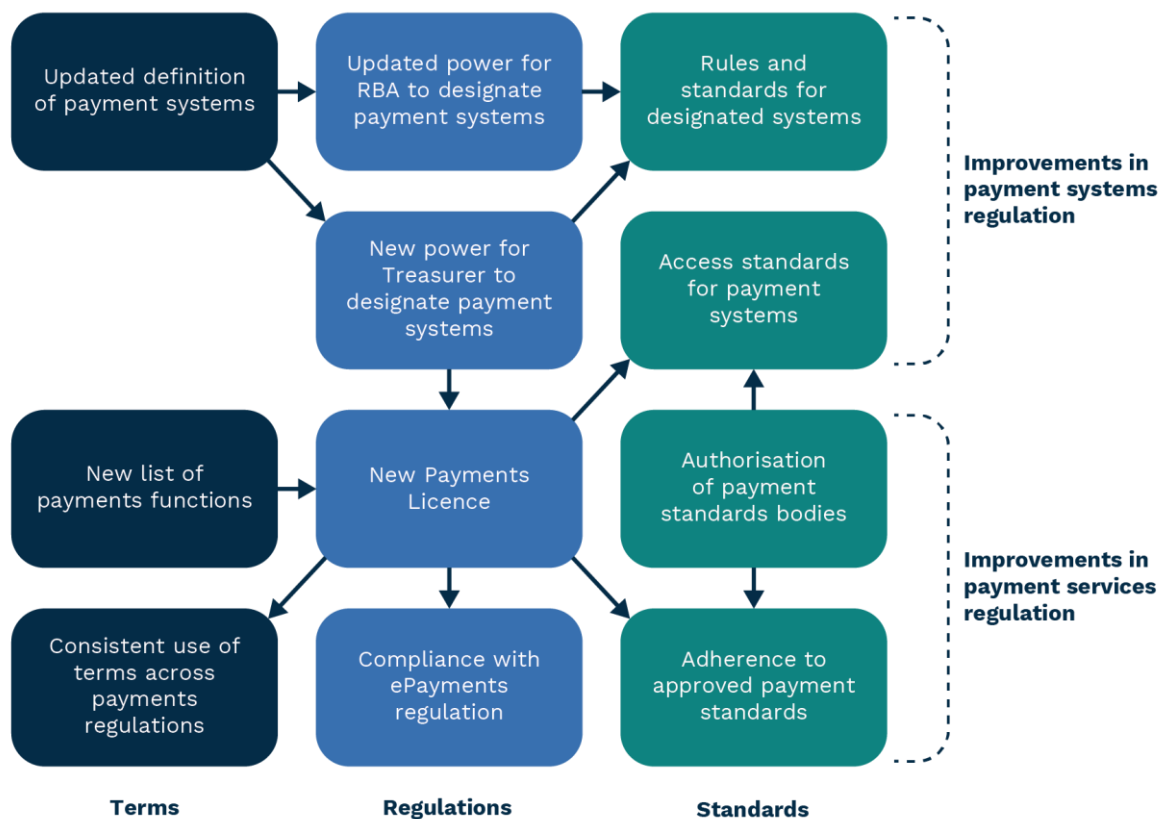 Updated definition
of payment systems
Updated power for
RBA to designate
payment systems
Rules and
standards for
designated systems
Improvements in
payment systems
regulation
New power for
Treasurer to
designate payment
systems
Access standards
for payment
systems
New list of
payments functions
New Payments
Licence
Authorisation
of payment
standards bodies
Improvements in
payment services
regulation
Consistent use of
terms across
payments
regulations
Compliance with
ePayments
regulation
Adherence to
approved payment
standards
Terms
Regulations
Standards